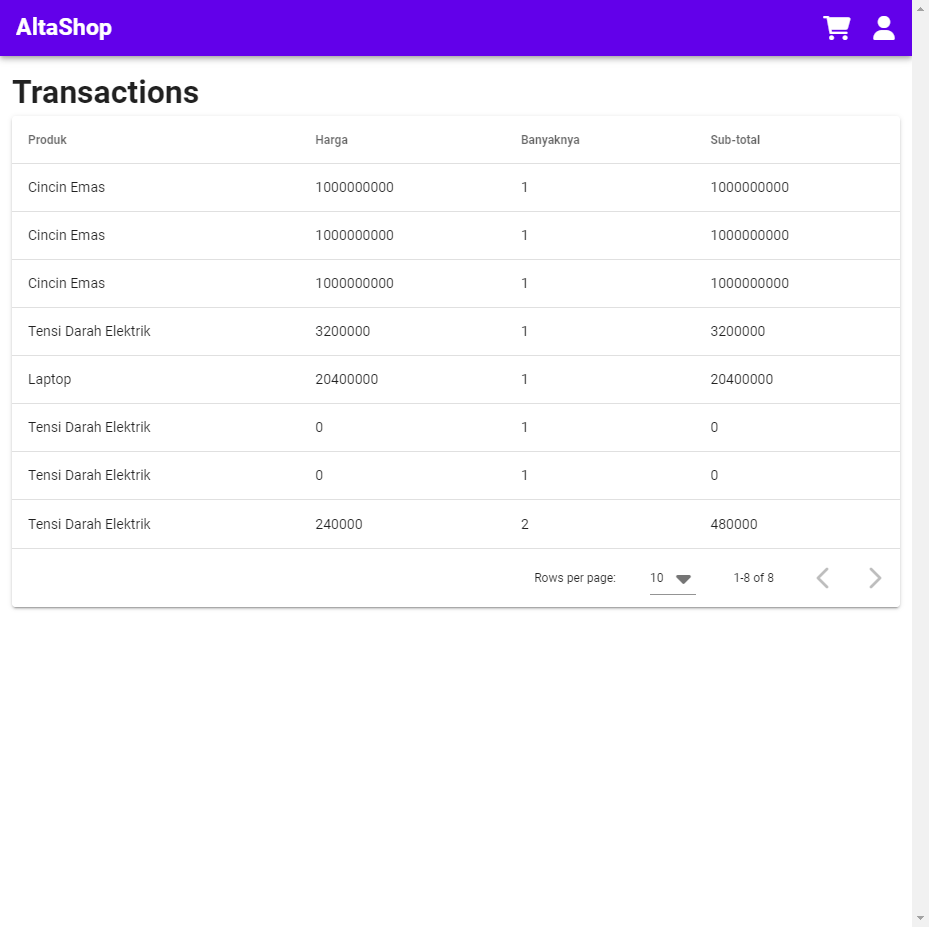 AltaShop
Transactions
Produk Harga Banyaknya Sub-total
Cincin Emas 1000000000 1 1000000000
Cincin Emas 1000000000 1 1000000000
Cincin Emas 1000000000 1 1000000000
Tensi Darah Elektrik 3200000 1 3200000
Laptop 20400000 1 20400000
Tensi Darah Elektrik 0 1 0
Tensi Darah Elektrik 0 1 0
Tensi Darah Elektrik 240000 2 480000
Rows per page: 10 1-8 of 8